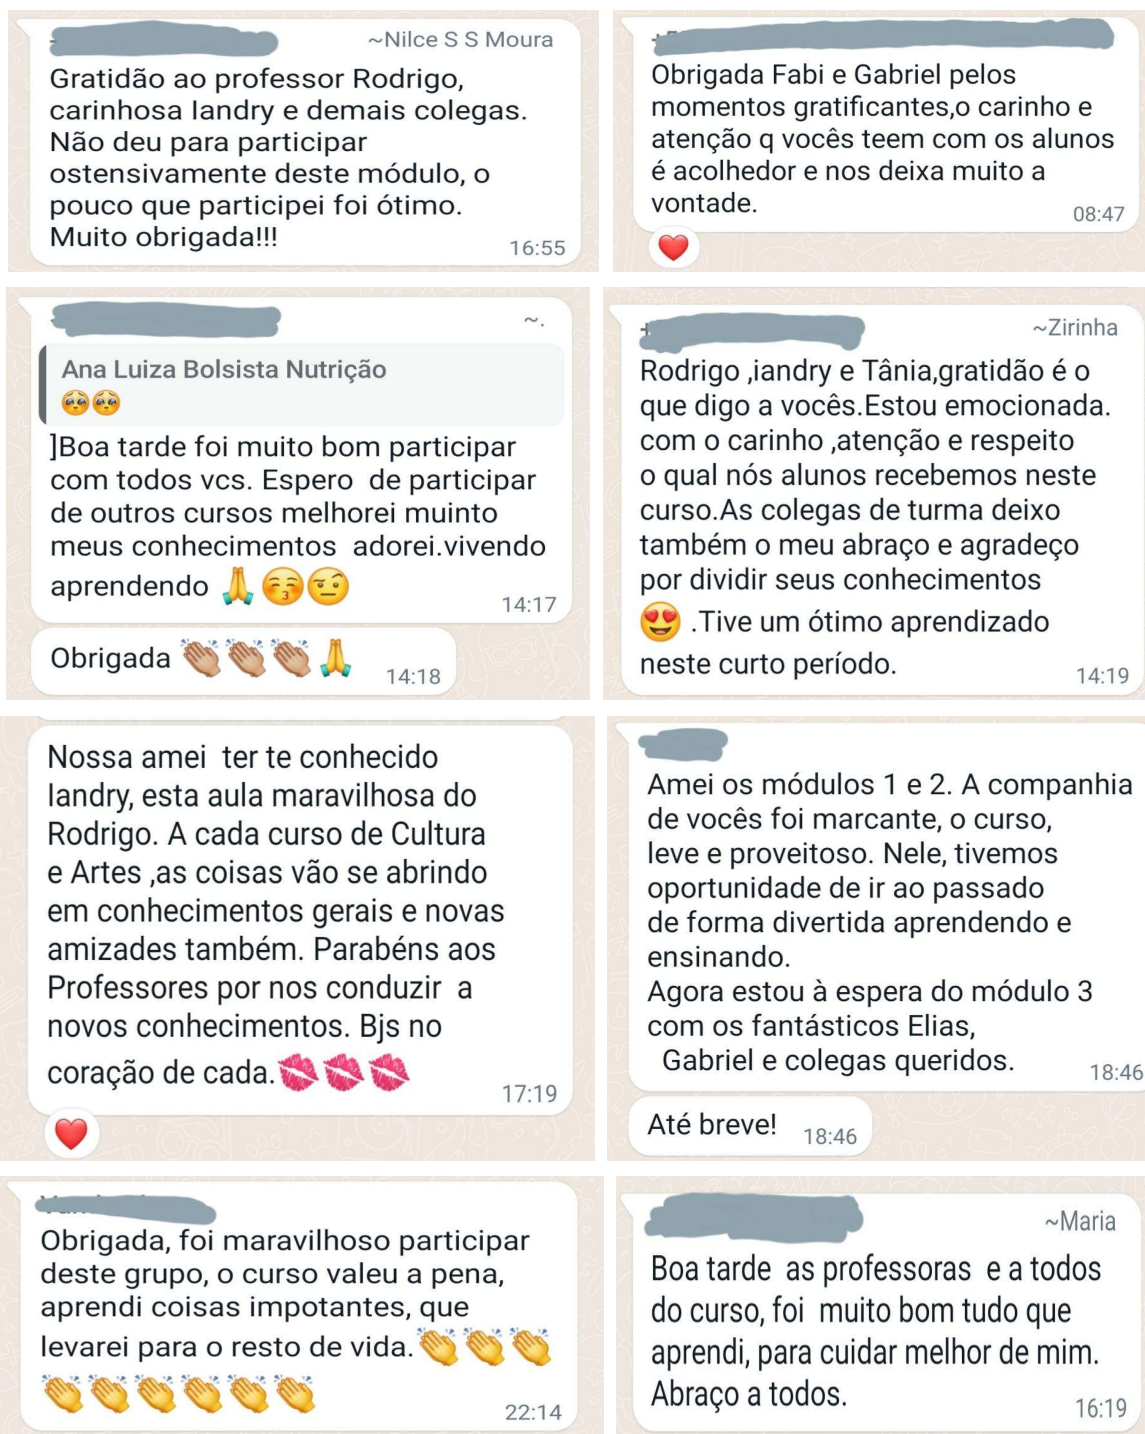 ~Nilce S S Moura
Gratidão ao professor Rodrigo,
carinhosa Iandry e demais colegas.
Não deu para participar
ostensivamente deste módulo, o
pouco que participei foi ótimo.
Muito obrigada!!!
16:55
Obrigada Fabi e Gabriel pelos
momentos gratificantes,o carinho e
atenção q vocês teem com os alunos
é acolhedor e nos deixa muito a
vontade.
08:47
❤️
~.
Ana Luiza Bolsista Nutrição
🥹🥹
]Boa tarde foi muito bom participar
com todos vcs. Espero  de participar
de outros cursos melhorei muinto
meus conhecimentos  adorei.vivendo
aprendendo 🙏😚🤨
14:17
Obrigada 👏🏽👏🏽👏🏽🙏
14:18
~Zirinha
Rodrigo ,iandry e Tânia,gratidão é o
que digo a vocês.Estou emocionada.
com o carinho ,atenção e respeito
o qual nós alunos recebemos neste
curso.As colegas de turma deixo
também o meu abraço e agradeço
por dividir seus conhecimentos
😍 .Tive um ótimo aprendizado
neste curto período.
14:19
Nossa amei  ter te conhecido
Iandry, esta aula maravilhosa do
Rodrigo. A cada curso de Cultura
e Artes ,as coisas vão se abrindo
em conhecimentos gerais e novas
amizades também. Parabéns aos
Professores por nos conduzir  a
novos conhecimentos. Bjs no
coração de cada.💋💋💋
17:19
❤️
Amei os módulos 1 e 2. A companhia
de vocês foi marcante, o curso,
leve e proveitoso. Nele, tivemos
oportunidade de ir ao passado
de forma divertida aprendendo e
ensinando.
Agora estou à espera do módulo 3
com os fantásticos Elias,
Gabriel e colegas queridos.
18:46
Até breve!
18:46
Obrigada, foi maravilhoso participar
deste grupo, o curso valeu a pena,
aprendi coisas impotantes, que
levarei para o resto de vida.👏👏👏
👏👏👏👏👏👏
22:14
~Maria
Boa tarde  as professoras  e a todos
do curso, foi  muito bom tudo que
aprendi, para cuidar melhor de mim.
Abraço a todos.
16:19